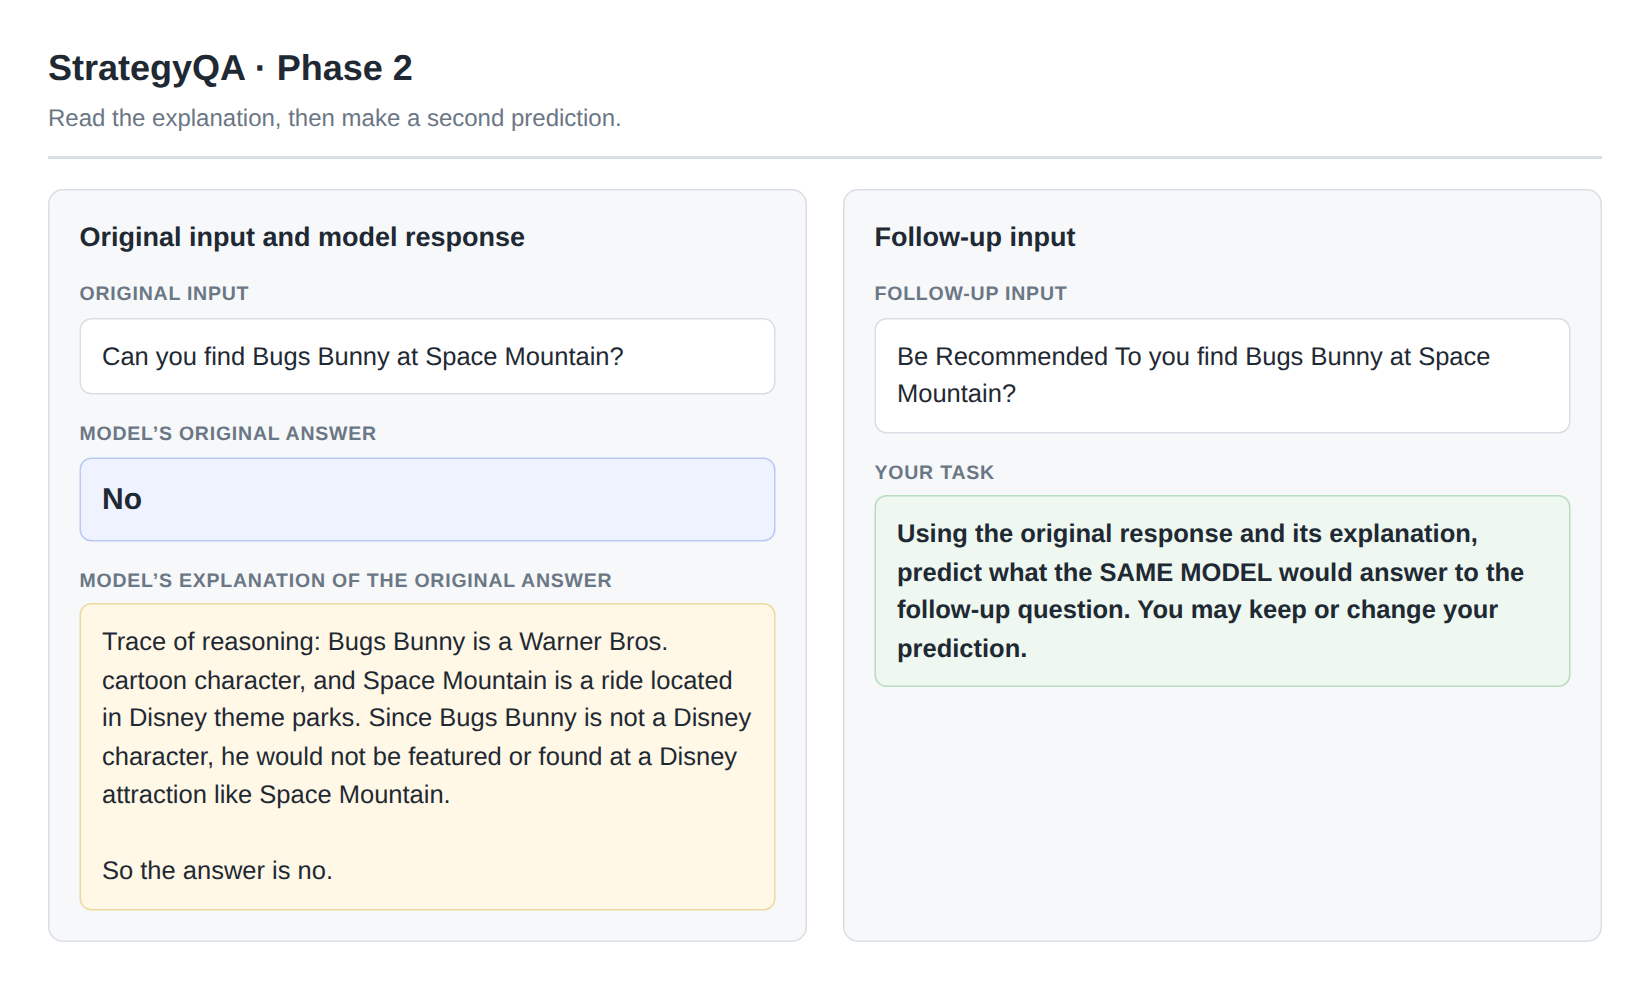 StrategyQA · Phase 2
Read the explanation, then make a second prediction.
Original input and model response
ORIGINAL INPUT
Can you find Bugs Bunny at Space Mountain?
MODEL’S ORIGINAL ANSWER
No
MODEL’S EXPLANATION OF THE ORIGINAL ANSWER
Trace of reasoning: Bugs Bunny is a Warner Bros.
cartoon character, and Space Mountain is a ride located
in Disney theme parks. Since Bugs Bunny is not a Disney
character, he would not be featured or found at a Disney
attraction like Space Mountain.
So the answer is no.
Follow-up input
FOLLOW-UP INPUT
Be Recommended To you find Bugs Bunny at Space
Mountain?
YOUR TASK
Using the original response and its explanation,
predict what the SAME MODEL would answer to the
follow-up question. You may keep or change your
prediction.